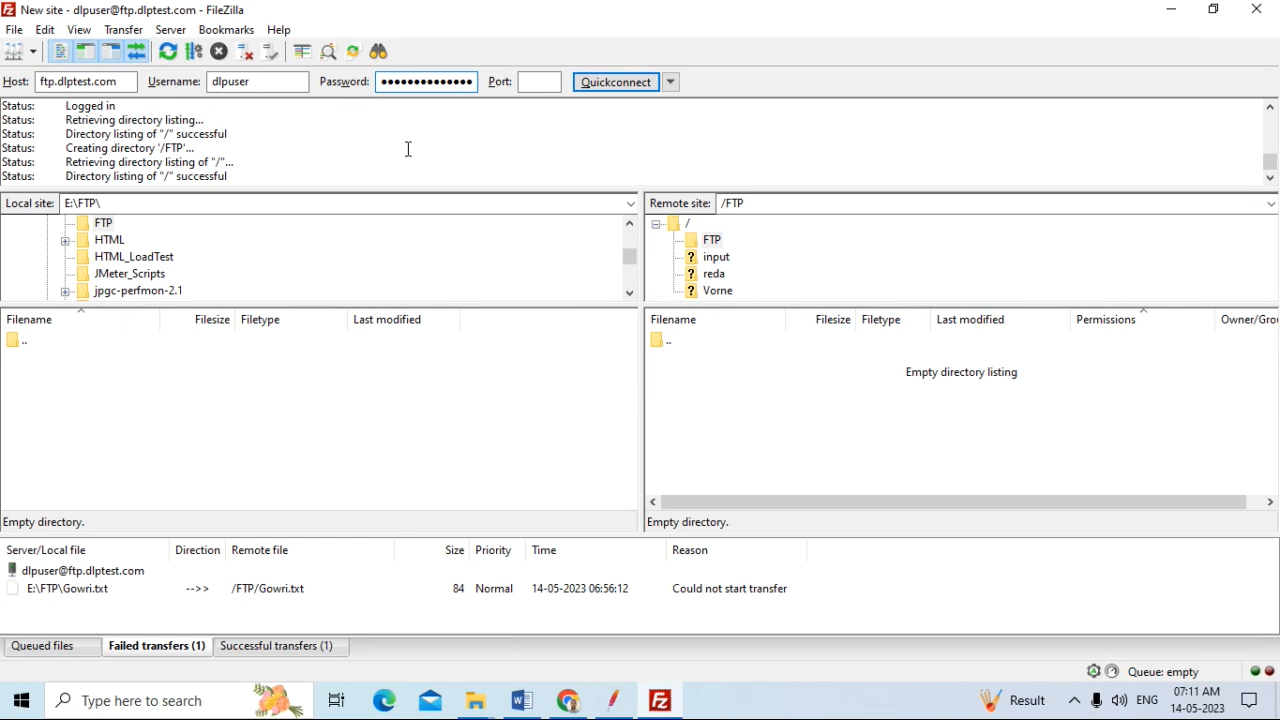 New site - dlpuser@ftp.dlptest.com - FileZilla
File Edit View Transfer Server Bookmarks Help
Host: ftp.dlptest.com Username: dlpuser Password: ●●●●●●●●●●●●●● Port: Quickconnect
Status: Logged in
Status: Retrieving directory listing...
Status: Directory listing of "/" successful
Status: Creating directory '/FTP'...
Status: Retrieving directory listing of "/"...
Status: Directory listing of "/" successful
Local site: E:\FTP\
FTP
HTML
HTML_LoadTest
JMeter_Scripts
jpgc-perfmon-2.1
Filename Filesize Filetype Last modified
..
Empty directory.
Remote site: /FTP
/
FTP
input
reda
Vorne
Filename Filesize Filetype Last modified Permissions Owner/Gro
..
Empty directory listing
Empty directory.
Server/Local file Direction Remote file Size Priority Time Reason
dlpuser@ftp.dlptest.com
E:\FTP\Gowri.txt -->> /FTP/Gowri.txt 84 Normal 14-05-2023 06:56:12 Could not start transfer
Queued files Failed transfers (1) Successful transfers (1)
Queue: empty
Type here to search Result ENG 07:11 AM
14-05-2023